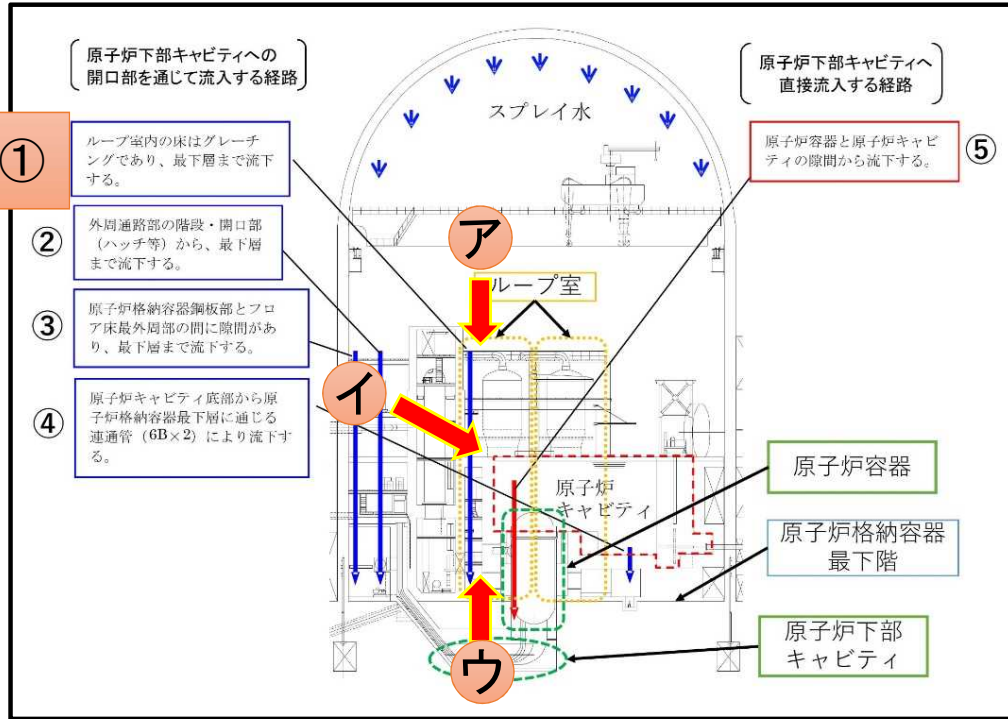 原子炉下部キャビティへの
開口部を通じて流入する経路
原子炉下部キャビティへ
直接流入する経路
スプレイ水
①
ループ室内の床はグレーチ
ングであり、最下層まで流下
する。
②
外周通路部の階段・開口部
（ハッチ等）から、最下層
まで流下する。
③
原子炉格納容器鋼板部とフロ
ア床最外周部の間に隙間があ
り、最下層まで流下する。
④
原子炉キャビティ底部から原
子炉格納容器最下層に通じる
連通管（6B×2）により流下す
る。
原子炉容器と原子炉キャビ
ティの隙間から流下する。
⑤
ア
ループ室
イ
原子炉
キャビティ
原子炉容器
原子炉格納容器
最下階
原子炉下部
キャビティ
ウ